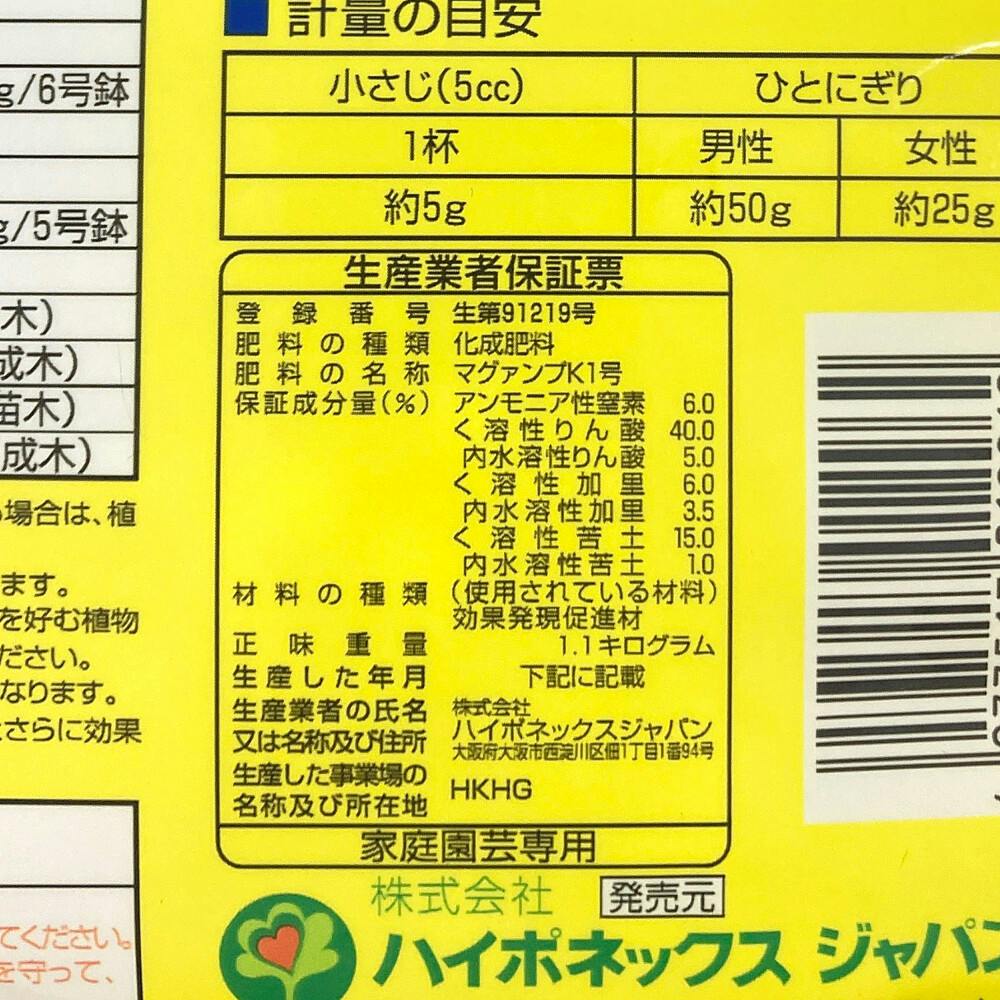 計量の目安
小さじ(5cc) ひとにぎり
1杯 男性 女性
約5g 約50g 約25g
g/6号鉢
g/5号鉢
木)
成木)
苗木)
成木)
場合は、植
ます。
を好む植物
ださい。
なります。
さらに効果
てください。
を守って、
生産業者保証票
登録番号 生第91219号
肥料の種類 化成肥料
肥料の名称 マグァンプK1号
保証成分量(%) アンモニア性窒素 6.0
く溶性りん酸 40.0
内水溶性りん酸 5.0
く溶性加里 6.0
内水溶性加里 3.5
く溶性苦土 15.0
内水溶性苦土 1.0
材料の種類 (使用されている材料)
効果発現促進材
正味重量 1.1キログラム
生産した年月 下記に記載
生産業者の氏名 株式会社
又は名称及び住所 ハイポネックスジャパン
大阪府大阪市西淀川区佃1丁目1番94号
生産した事業場の
名称及び所在地 HKHG
家庭園芸専用
株式会社 発売元
ハイポネックス ジャパン